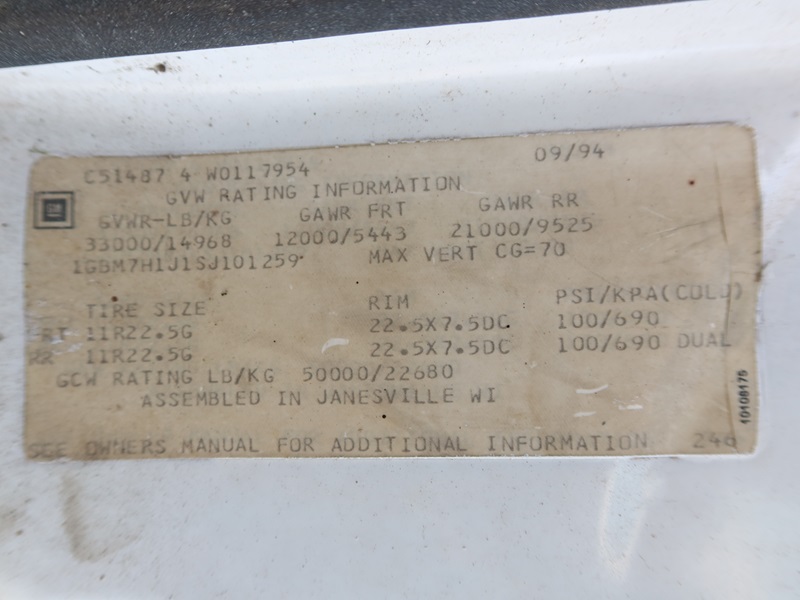 C51487 4 W0117954 09/94
GVW RATING INFORMATION
GM
GVWR-LB/KG GAWR FRT GAWR RR
33000/14968 12000/5443 21000/9525
1GBM7H1J1SJ101259 MAX VERT CG=70
TIRE SIZE RIM PSI/KPA(COLD)
FRT 11R22.5G 22.5X7.5DC 100/690
RR 11R22.5G 22.5X7.5DC 100/690 DUAL
GCW RATING LB/KG 50000/22680
ASSEMBLED IN JANESVILLE WI
10108175
SEE OWNERS MANUAL FOR ADDITIONAL INFORMATION 246